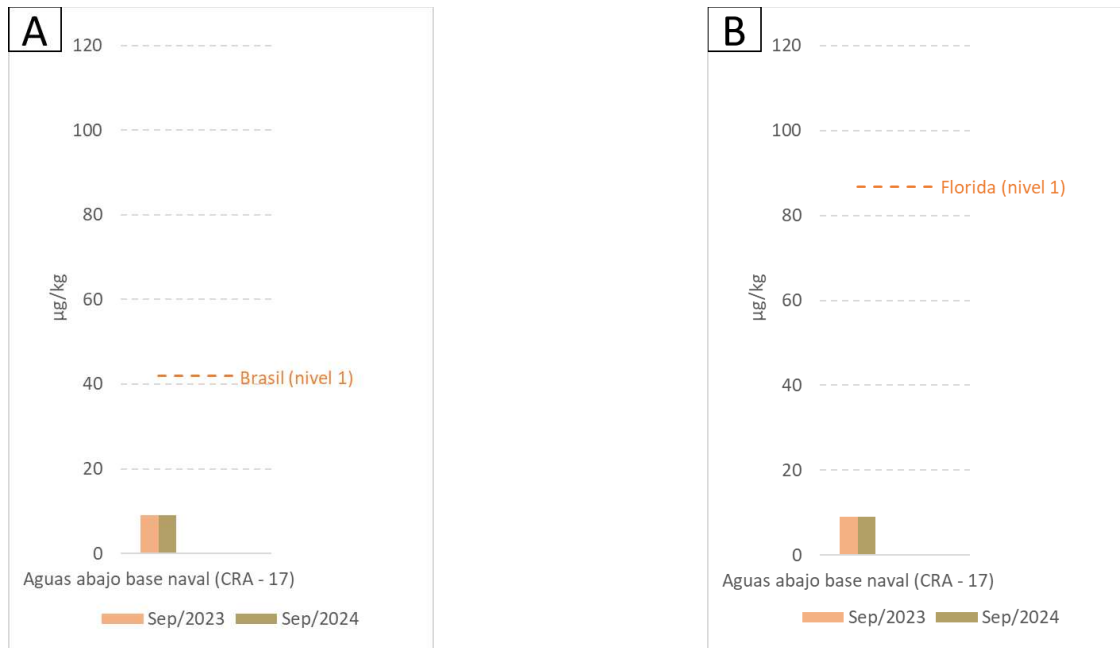 A
120
100
80
60
40
20
0
µg/kg
Brasil (nivel 1)
Aguas abajo base naval (CRA - 17)
Sep/2023 Sep/2024
B
120
100
80
60
40
20
0
µg/kg
Florida (nivel 1)
Aguas abajo base naval (CRA - 17)
Sep/2023 Sep/2024